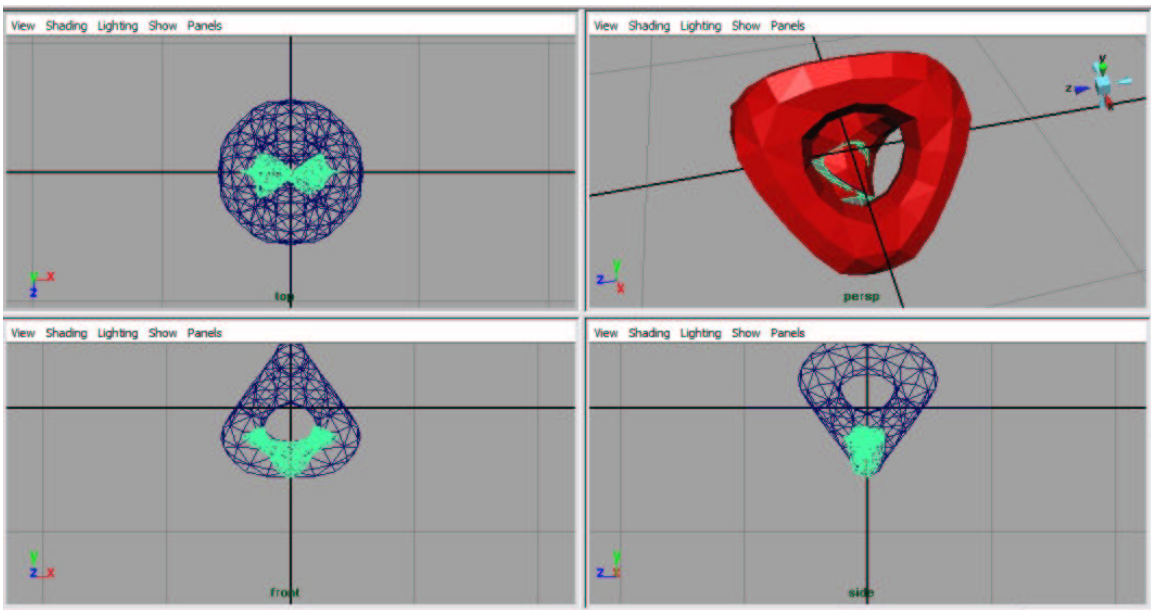 View Shading Lighting Show Panels
y x
z
top
View Shading Lighting Show Panels
y
z
x
y
z x
persp
View Shading Lighting Show Panels
y
z x
front
View Shading Lighting Show Panels
y
z x
side